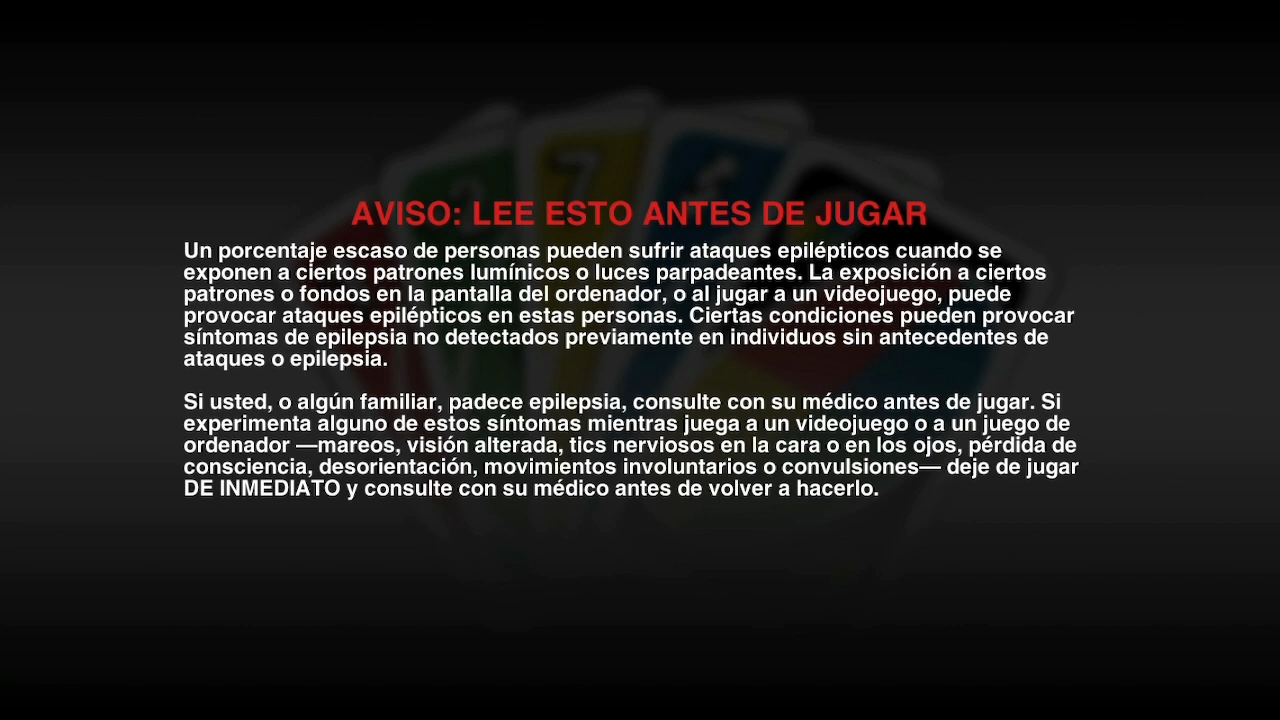 AVISO: LEE ESTO ANTES DE JUGAR
Un porcentaje escaso de personas pueden sufrir ataques epilépticos cuando se
exponen a ciertos patrones lumínicos o luces parpadeantes. La exposición a ciertos
patrones o fondos en la pantalla del ordenador, o al jugar a un videojuego, puede
provocar ataques epilépticos en estas personas. Ciertas condiciones pueden provocar
síntomas de epilepsia no detectados previamente en individuos sin antecedentes de
ataques o epilepsia.
Si usted, o algún familiar, padece epilepsia, consulte con su médico antes de jugar. Si
experimenta alguno de estos síntomas mientras juega a un videojuego o a un juego de
ordenador —mareos, visión alterada, tics nerviosos en la cara o en los ojos, pérdida de
consciencia, desorientación, movimientos involuntarios o convulsiones— deje de jugar
DE INMEDIATO y consulte con su médico antes de volver a hacerlo.